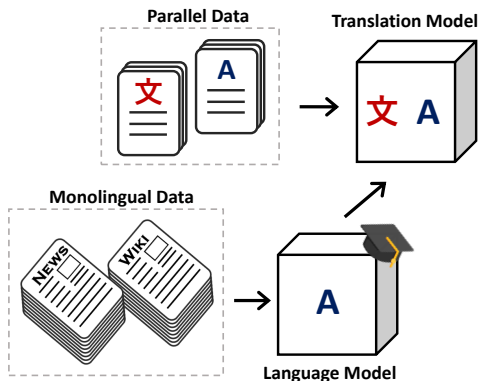 Parallel Data
Translation Model
文
A
文 A
Monolingual Data
NEWS
WIKI
A
Language Model